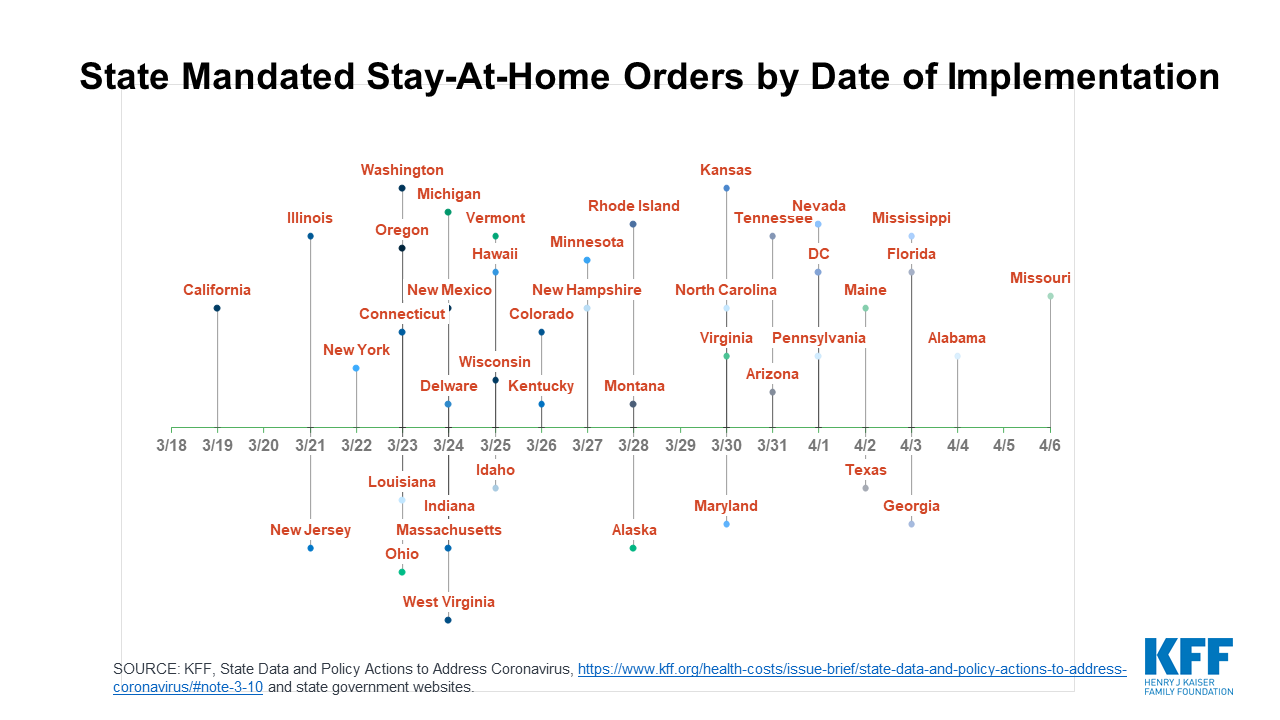 State Mandated Stay-At-Home Orders by Date of Implementation
Washington
Kansas
Michigan
Rhode Island
Nevada
Illinois
Vermont
Tennessee
Mississippi
Oregon
Minnesota
Hawaii
DC
Florida
Missouri
California
New Mexico
New Hampshire
North Carolina
Maine
Connecticut
Colorado
Virginia
Pennsylvania
Alabama
New York
Wisconsin
Arizona
Delware
Kentucky
Montana
3/18 3/19 3/20 3/21 3/22 3/23 3/24 3/25 3/26 3/27 3/28 3/29 3/30 3/31 4/1 4/2 4/3 4/4 4/5 4/6
Idaho
Texas
Louisiana
Indiana
Maryland
Georgia
New Jersey
Massachusetts
Alaska
Ohio
West Virginia
SOURCE: KFF, State Data and Policy Actions to Address Coronavirus, https://www.kff.org/health-costs/issue-brief/state-data-and-policy-actions-to-address-
coronavirus/#note-3-10 and state government websites.
KFF
HENRY J KAISER
FAMILY FOUNDATION